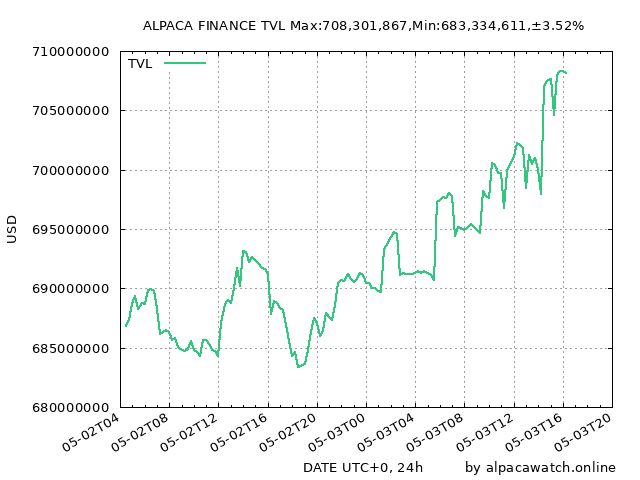 ALPACA FINANCE TVL Max:708,301,867,Min:683,334,611,±3.52%
TVL
710000000
705000000
700000000
695000000
690000000
685000000
680000000
USD
05-02T04
05-02T08
05-02T12
05-02T16
05-02T20
05-03T00
05-03T04
05-03T08
05-03T12
05-03T16
05-03T20
DATE UTC+0, 24h
by alpacawatch.online